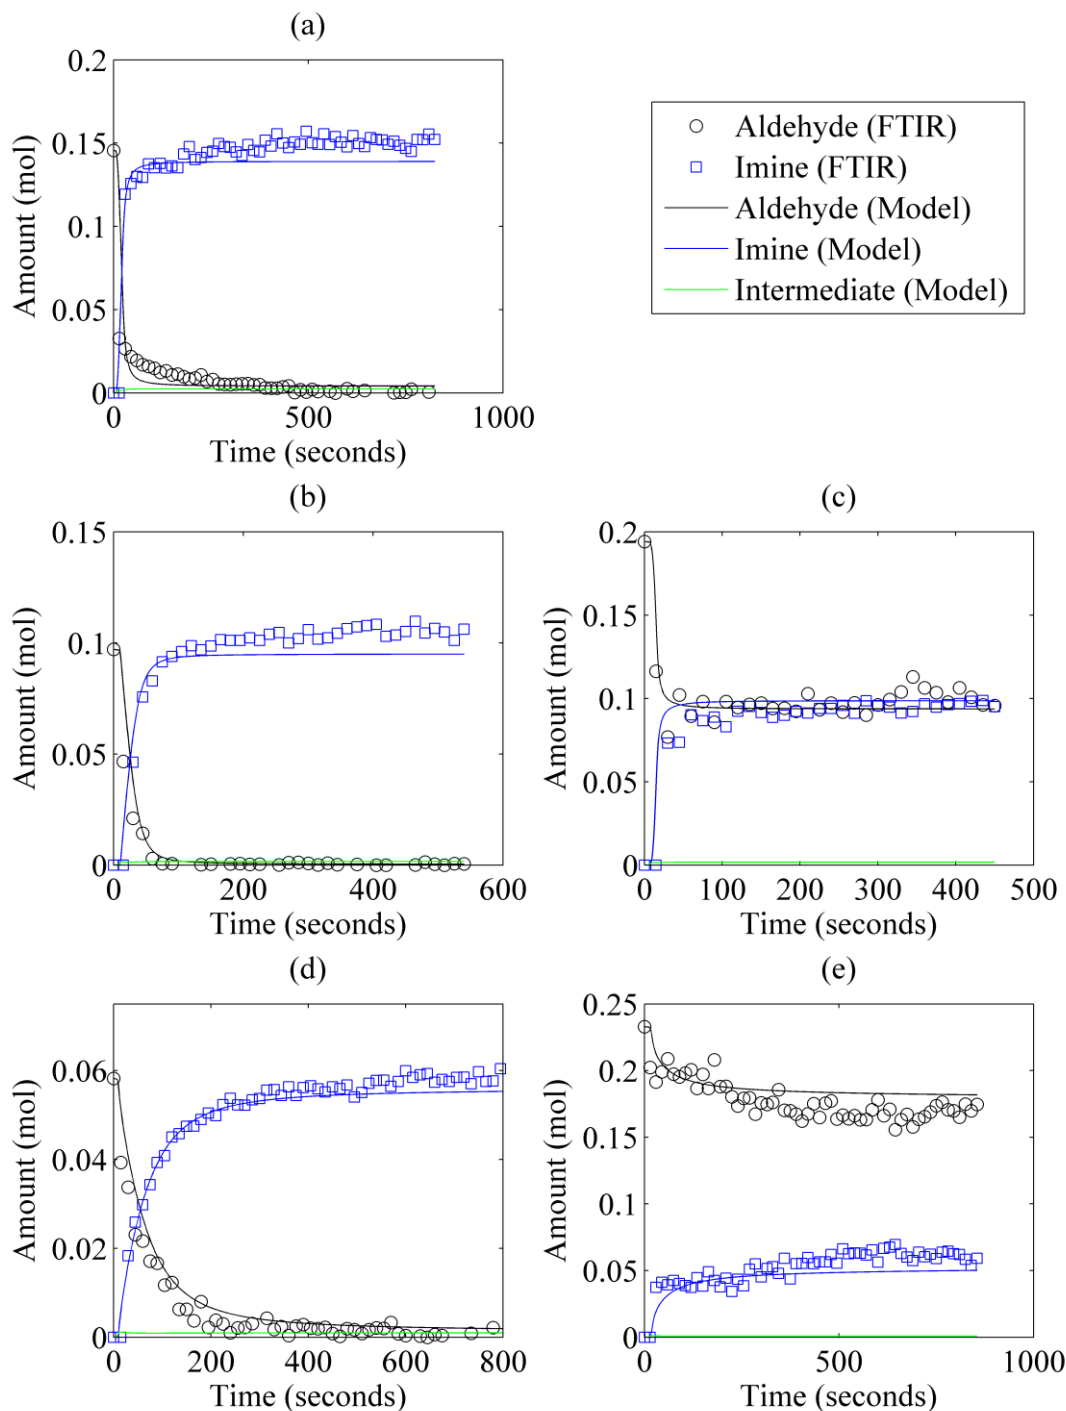 (a)
0.2
0.15
0.1
0.05
0
Amount (mol)
0 500 1000
Time (seconds)
Aldehyde (FTIR)
Imine (FTIR)
Aldehyde (Model)
Imine (Model)
Intermediate (Model)
(b)
0.15
0.1
0.05
0
Amount (mol)
0 200 400 600
Time (seconds)
(c)
0.2
0.15
0.1
0.05
0
Amount (mol)
0 100 200 300 400 500
Time (seconds)
(d)
0.06
0.04
0.02
0
Amount (mol)
0 200 400 600 800
Time (seconds)
(e)
0.25
0.2
0.15
0.1
0.05
0
Amount (mol)
0 500 1000
Time (seconds)